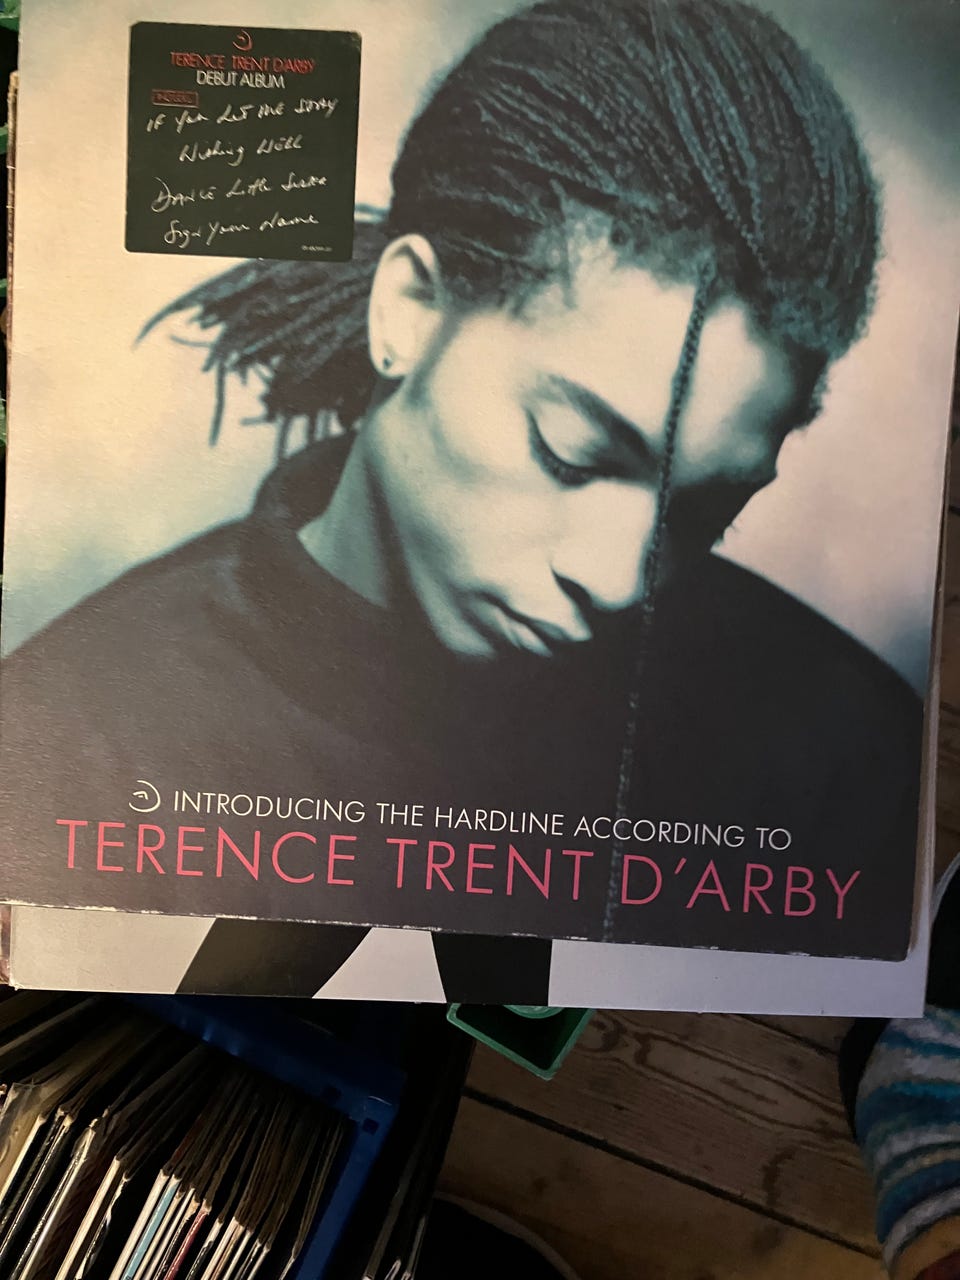 TERENCE TRENT D'ARBY
DEBUT ALBUM
INCLUDES
IF You Let ME STAY
Wishing WELL
DANCE Little Sister
Sign Your Name
INTRODUCING THE HARDLINE ACCORDING TO
TERENCE TRENT D'ARBY